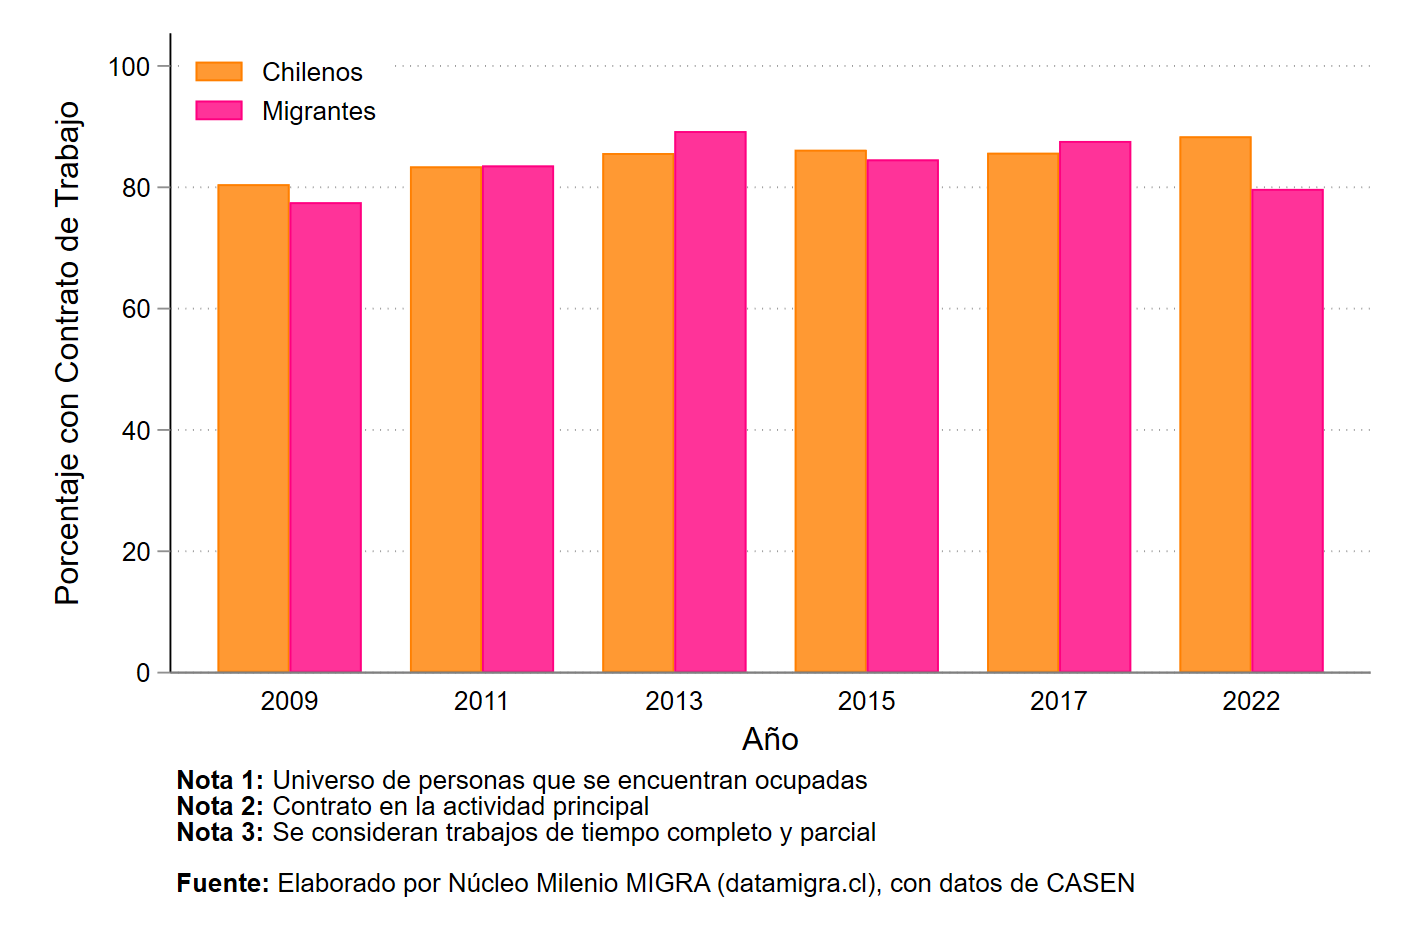 Porcentaje con Contrato de Trabajo
100
80
60
40
20
0
Chilenos
Migrantes
2009 2011 2013 2015 2017 2022
Año
Nota 1: Universo de personas que se encuentran ocupadas
Nota 2: Contrato en la actividad principal
Nota 3: Se consideran trabajos de tiempo completo y parcial
Fuente: Elaborado por Núcleo Milenio MIGRA (datamigra.cl), con datos de CASEN